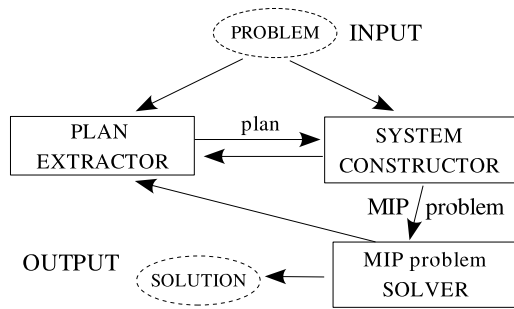 PROBLEM
INPUT
PLAN
EXTRACTOR
plan
SYSTEM
CONSTRUCTOR
MIP problem
OUTPUT
SOLUTION
MIP problem
SOLVER